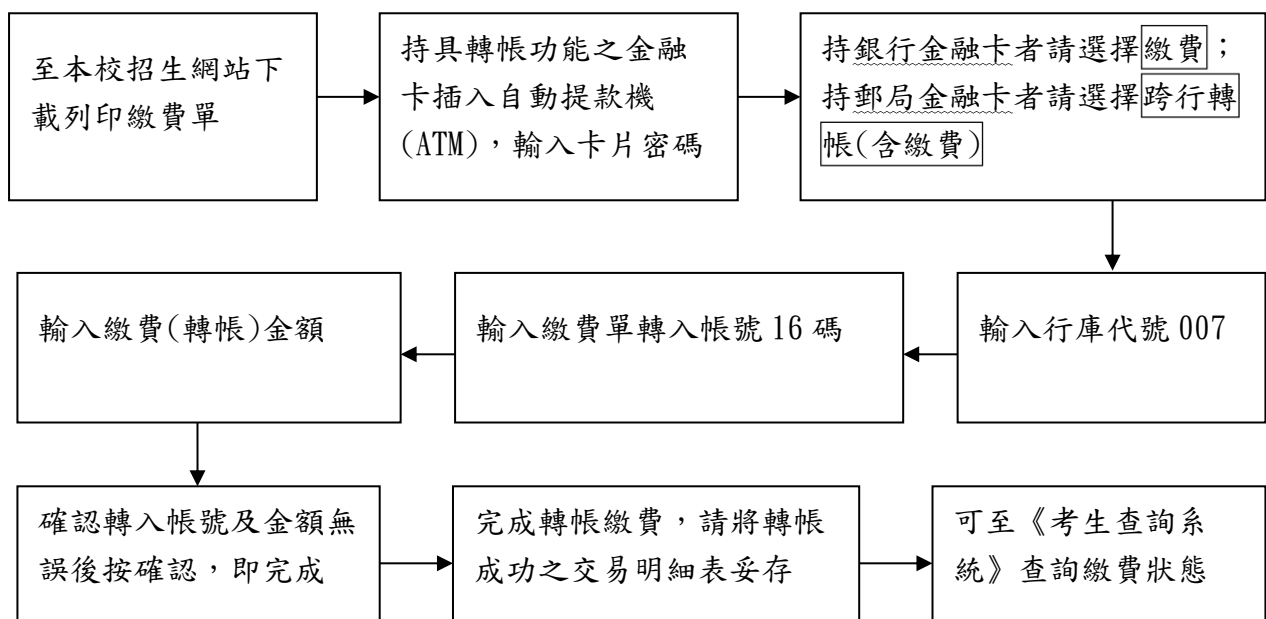 至本校招生網站下
載列印繳費單
持具轉帳功能之金融
卡插入自動提款機
(ATM)，輸入卡片密碼
持銀行金融卡者請選擇繳費；
持郵局金融卡者請選擇跨行轉
帳(含繳費)
輸入行庫代號 007
輸入繳費單轉入帳號 16 碼
輸入繳費(轉帳)金額
確認轉入帳號及金額無
誤後按確認，即完成
完成轉帳繳費，請將轉帳
成功之交易明細表妥存
可至《考生查詢系
統》查詢繳費狀態